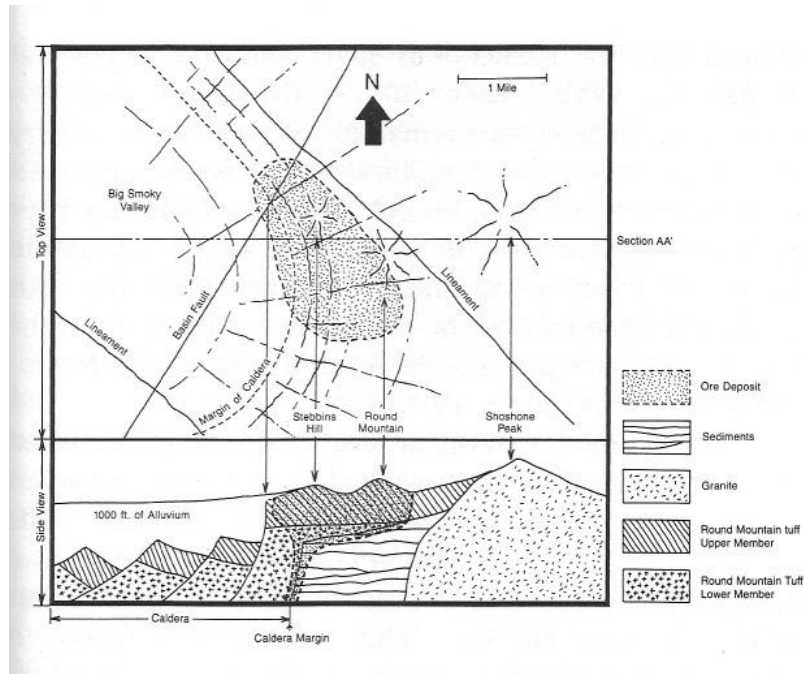 N
1 Mile
Big Smoky
Valley
Top View
Section AA'
Basin Fault
Lineament
Lineament
Margin of Caldera
Stebbins
Hill
Round
Mountain
Shoshone
Peak
Ore Deposit
Sediments
Side View
1000 ft. of Alluvium
Granite
Round Mountain tuff
Upper Member
Round Mountain Tuff
Lower Member
Caldera
Caldera Margin